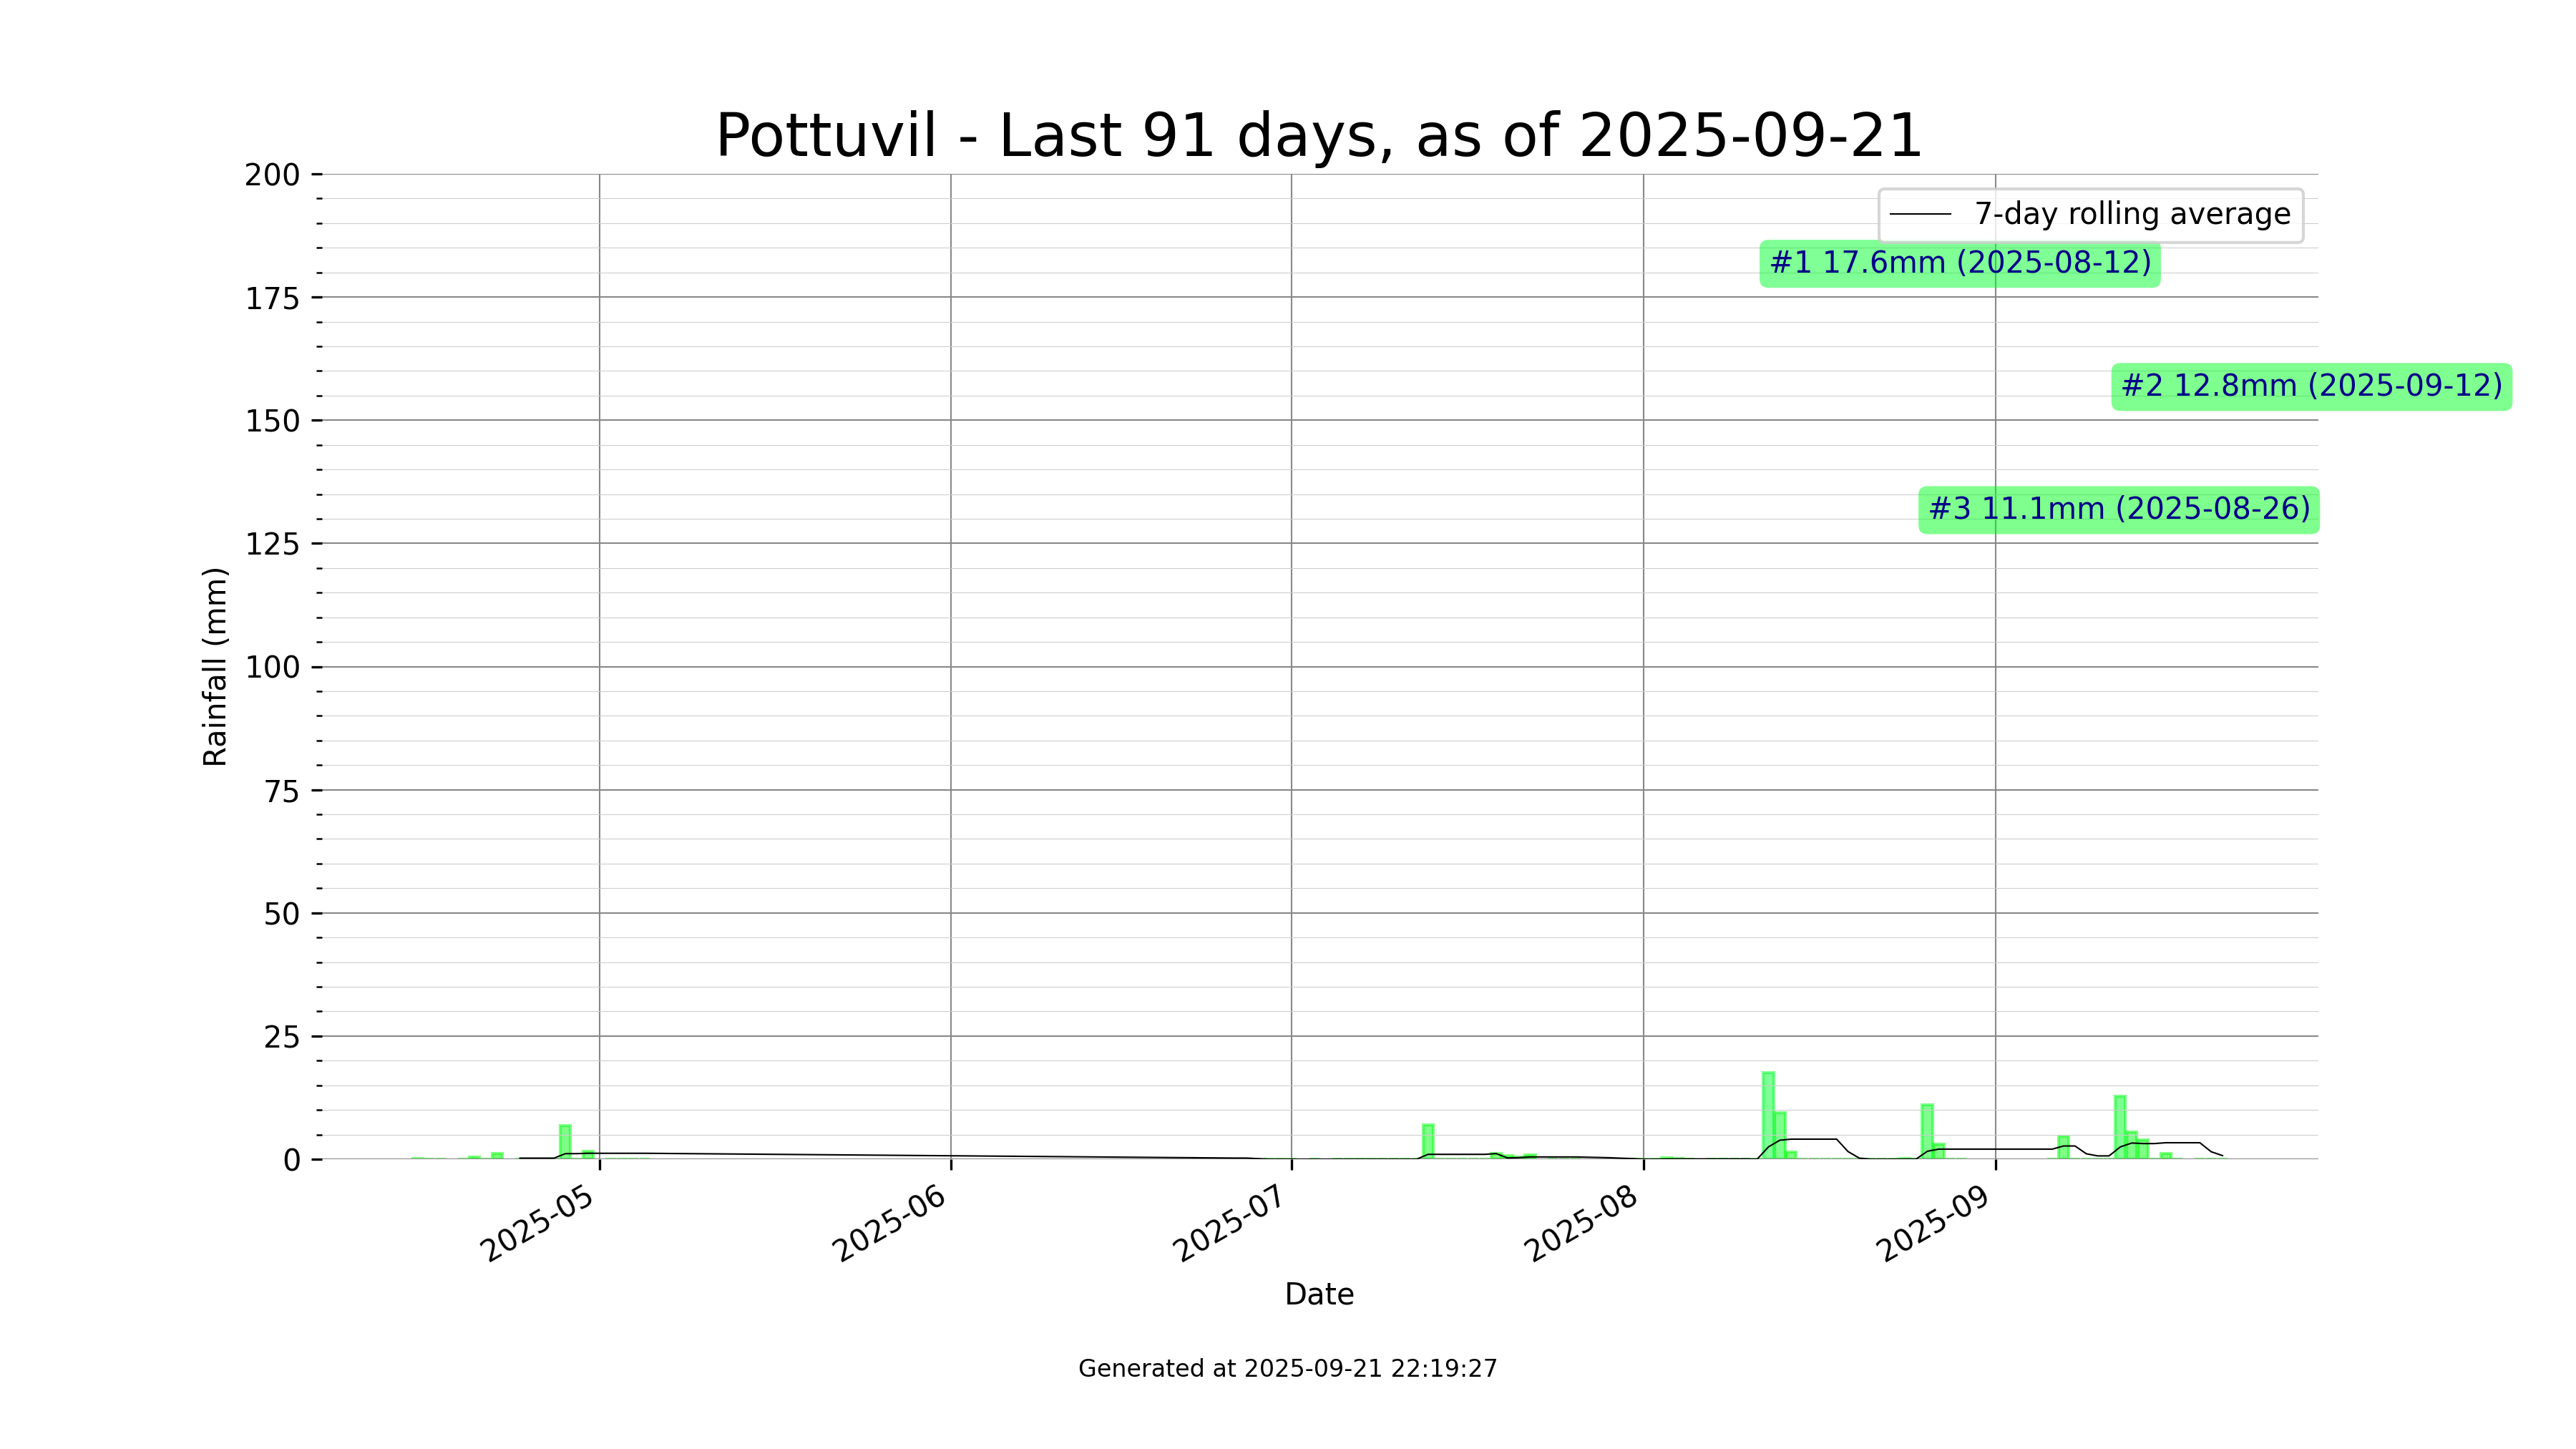 Pottuvil - Last 91 days, as of 2025-09-21
200
175
150
125
100
75
50
25
0
Rainfall (mm)
7-day rolling average
#1 17.6mm (2025-08-12)
#2 12.8mm (2025-09-12)
#3 11.1mm (2025-08-26)
2025-05
2025-06
2025-07
2025-08
2025-09
Date
Generated at 2025-09-21 22:19:27